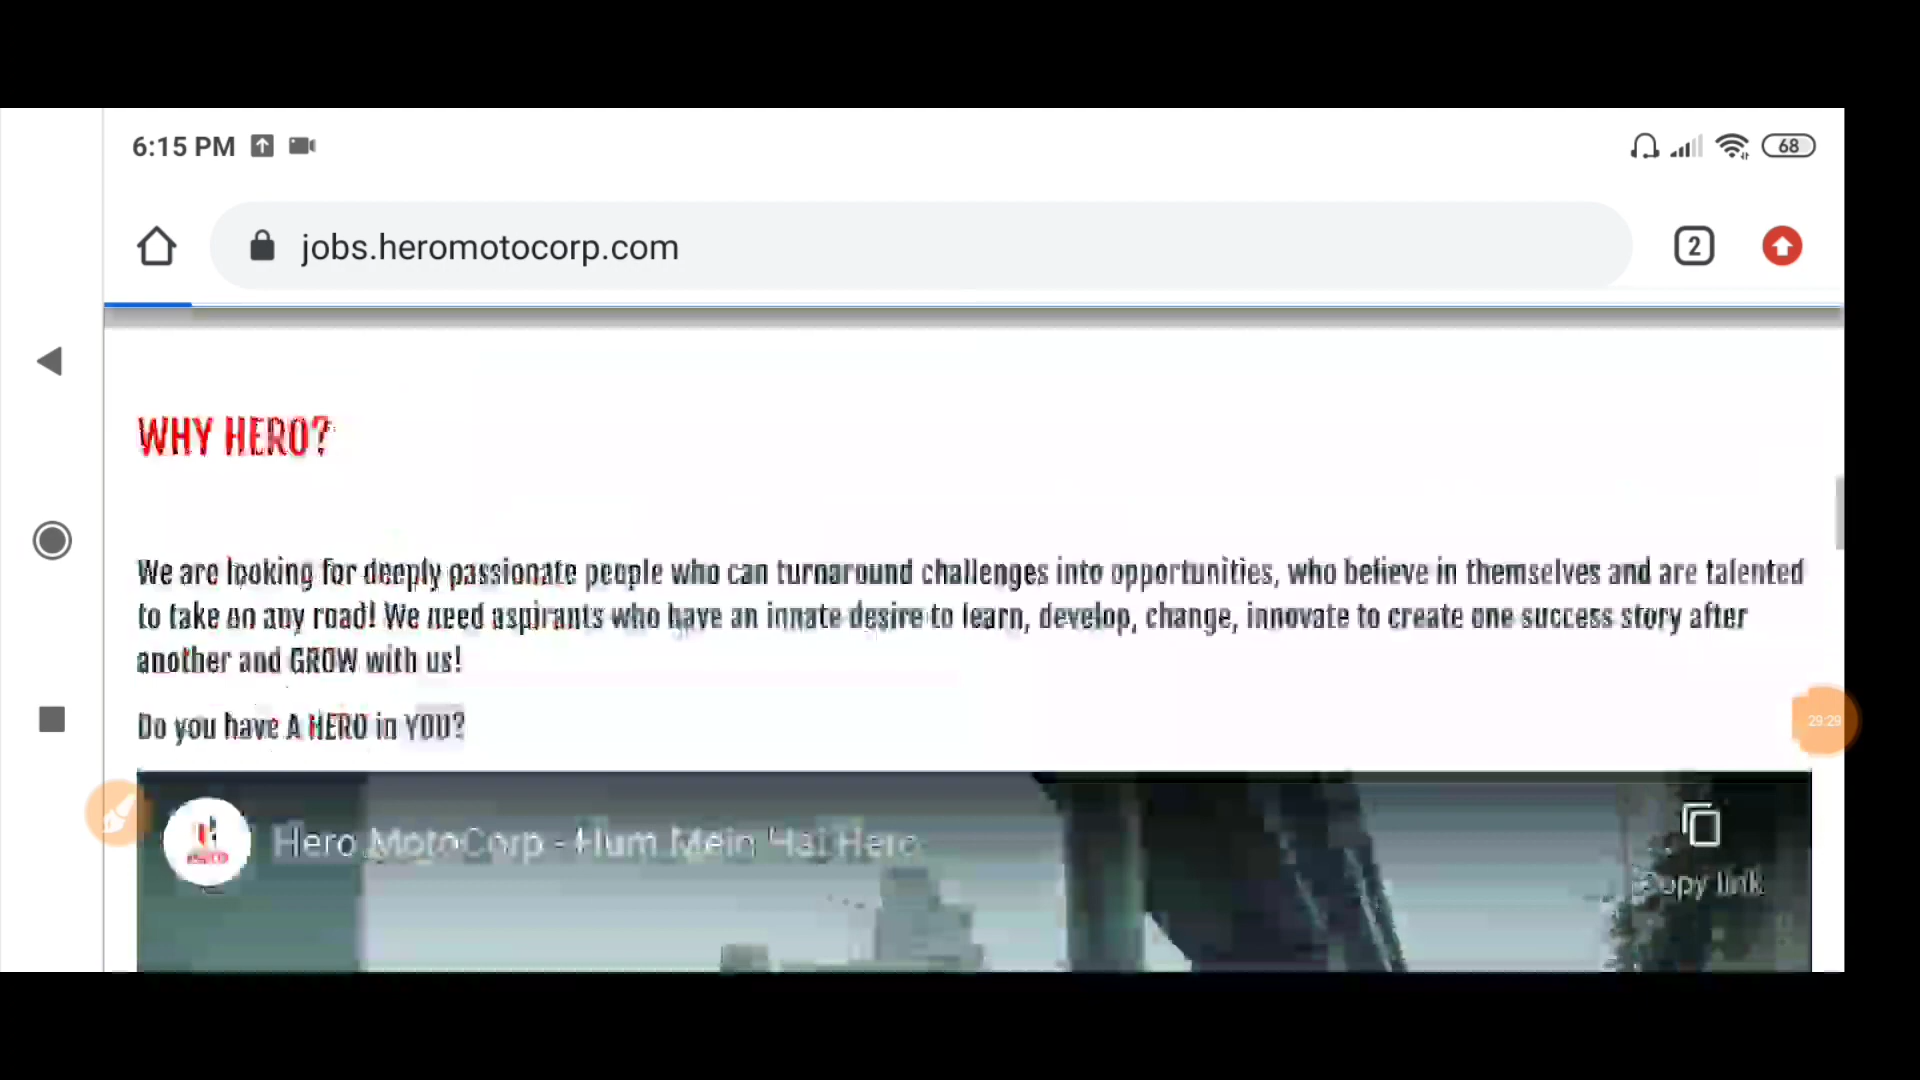 6:15 PM
68
jobs.heromotocorp.com
2
WHY HERO?
We are looking for deeply passionate people who can turnaround challenges into opportunities, who believe in themselves and are talented
to take on any road! We need aspirants who have an innate desire to learn, develop, change, innovate to create one success story after
another and GROW with us!
Do you have A HERO in YOU?
29:29
Hero MotoCorp - Hum Mein Hai Hero
Copy link